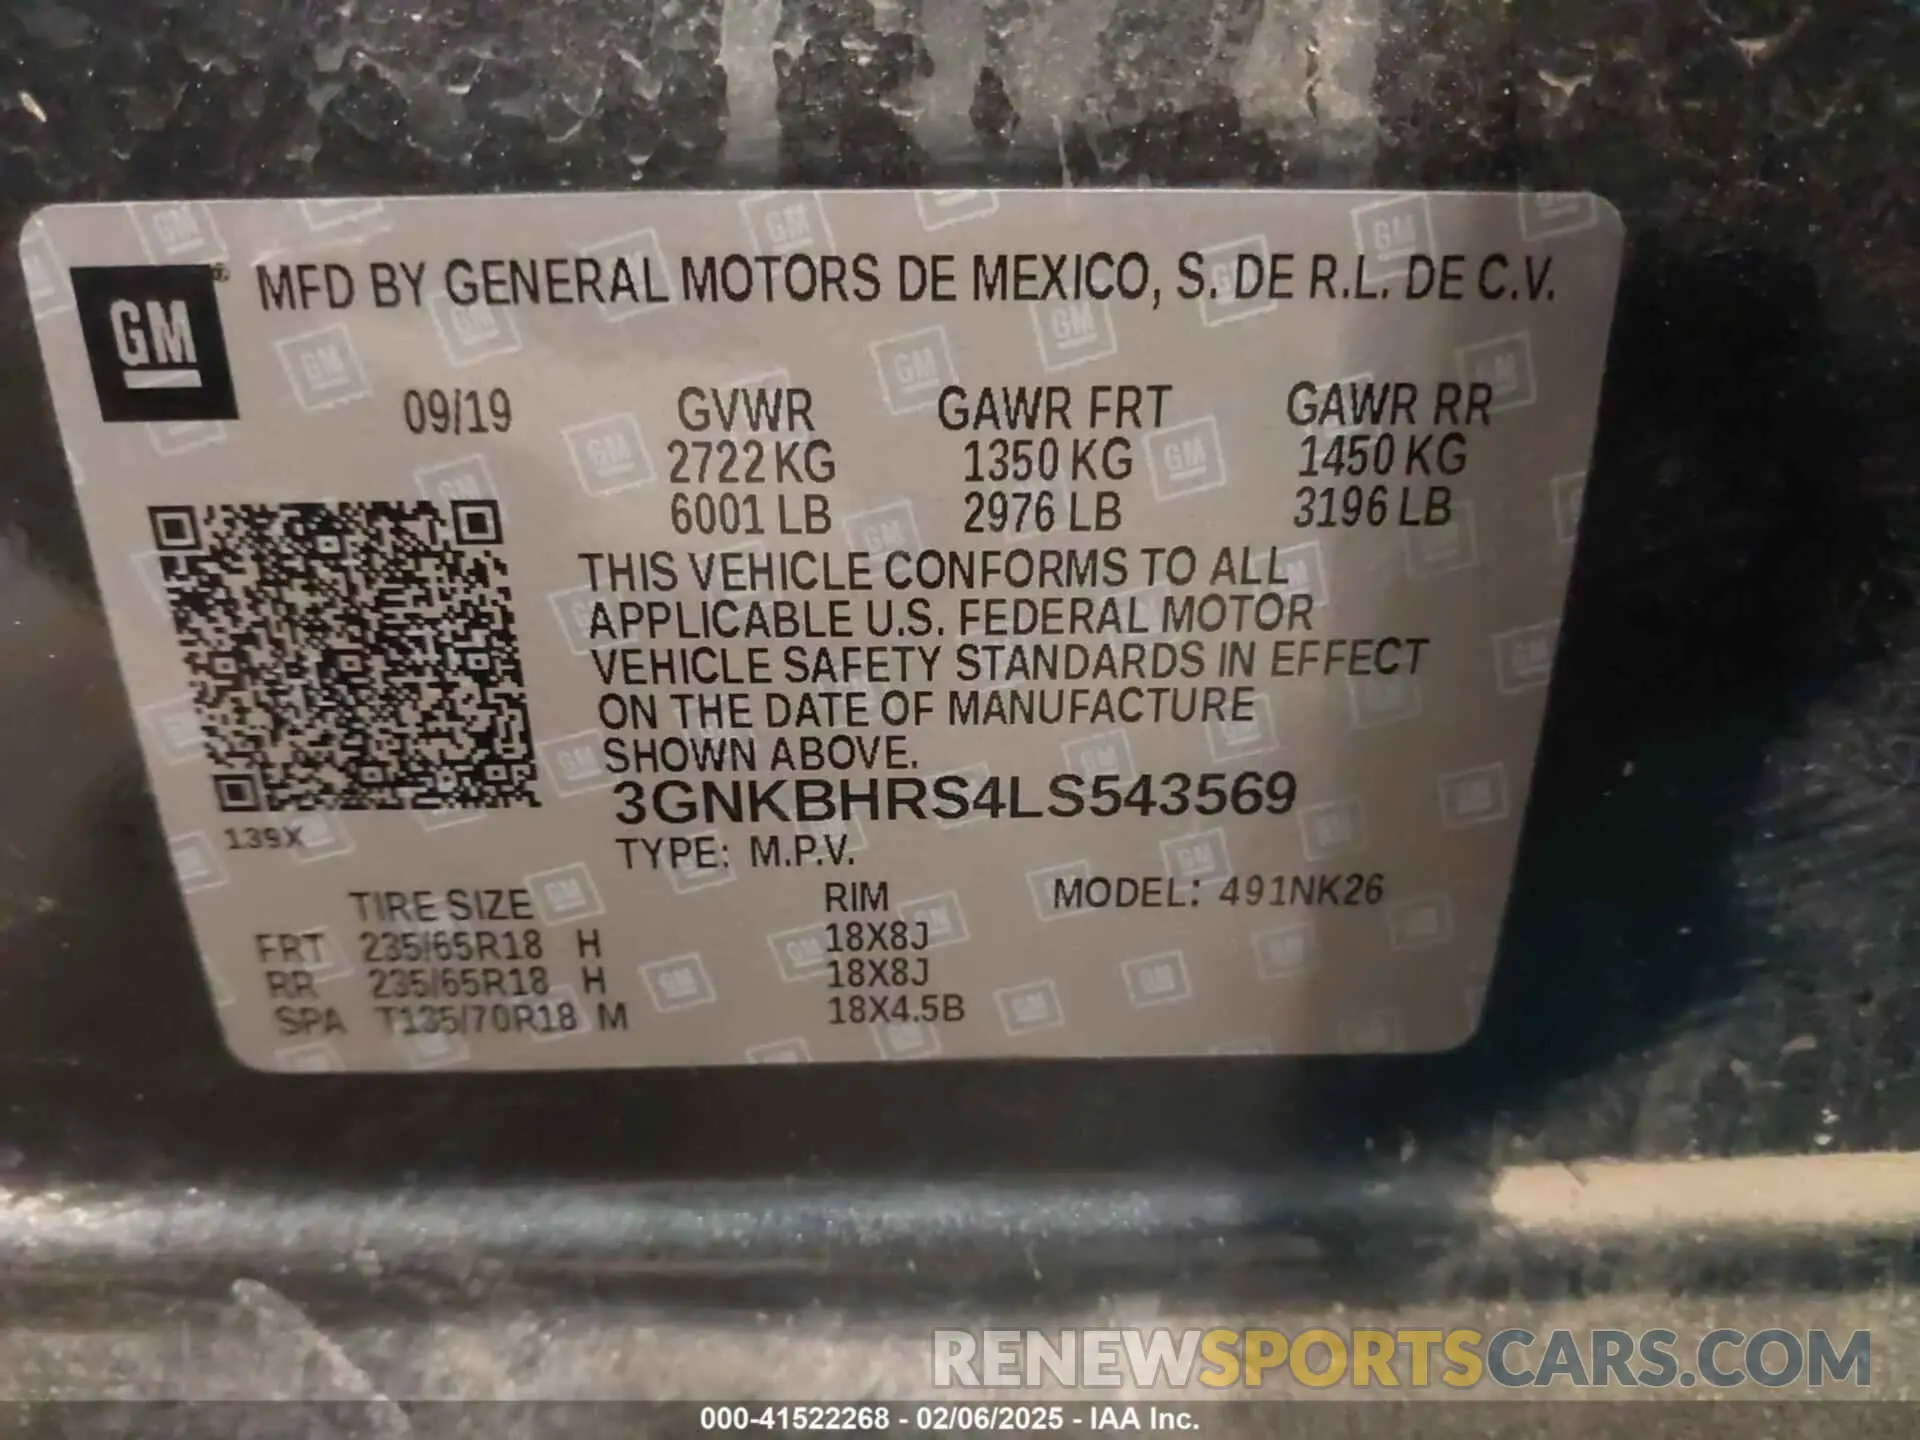 GM ® MFD BY GENERAL MOTORS DE MEXICO, S. DE R.L. DE C.V.
09/19 GVWR GAWR FRT GAWR RR
2722 KG 1350 KG 1450 KG
6001 LB 2976 LB 3196 LB
THIS VEHICLE CONFORMS TO ALL
APPLICABLE U.S. FEDERAL MOTOR
VEHICLE SAFETY STANDARDS IN EFFECT
ON THE DATE OF MANUFACTURE
SHOWN ABOVE.
3GNKBHRS4LS543569
139X
TYPE: M.P.V.
TIRE SIZE RIM MODEL: 491NK26
FRT 235/65R18 H 18X8J
RR 235/65R18 H 18X8J
SPA T135/70R18 M 18X4.5B
RENEWSPORTSCARS.COM
000-41522268 - 02/06/2025 - IAA Inc.